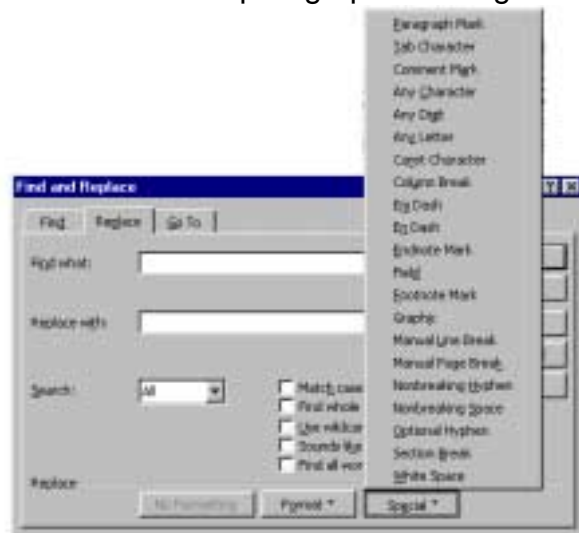 Paragraph Mark
Tab Character
Comment Mark
Any Character
Any Digit
Any Letter
Caret Character
Column Break
Em Dash
En Dash
Endnote Mark
Field
Footnote Mark
Graphic
Manual Line Break
Manual Page Break
Nonbreaking Hyphen
Nonbreaking Space
Optional Hyphen
Section Break
White Space
Find and Replace
Find Replace Go To
Find what:
Replace with:
Search: All
Match case
Find whole
Use wildcar
Sounds like
Find all wor
Replace
No Formatting Format Special